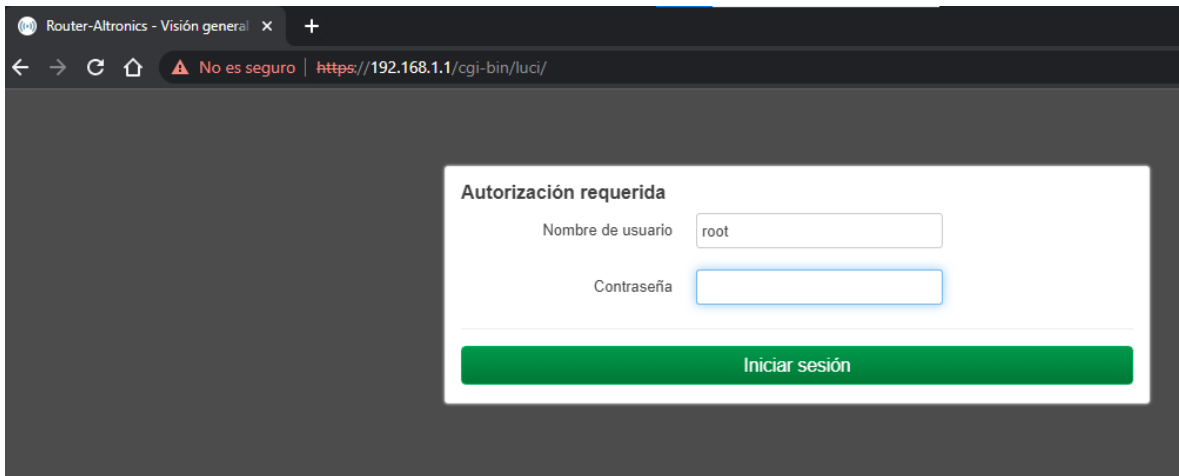 Router-Altronics - Visión general
No es seguro | https://192.168.1.1/cgi-bin/luci/
Autorización requerida
Nombre de usuario root
Contraseña
Iniciar sesión